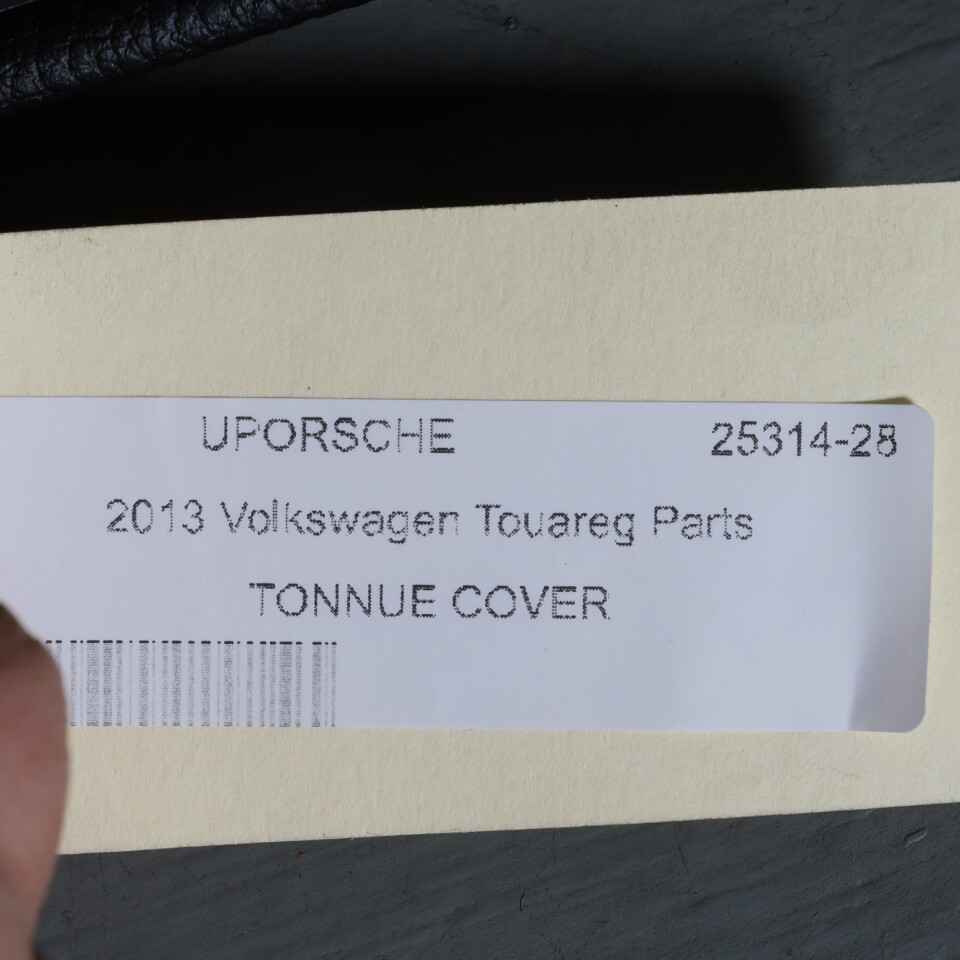 UPORSCHE 25314-28
2013 Volkswagen Touareg Parts
TONNUE COVER